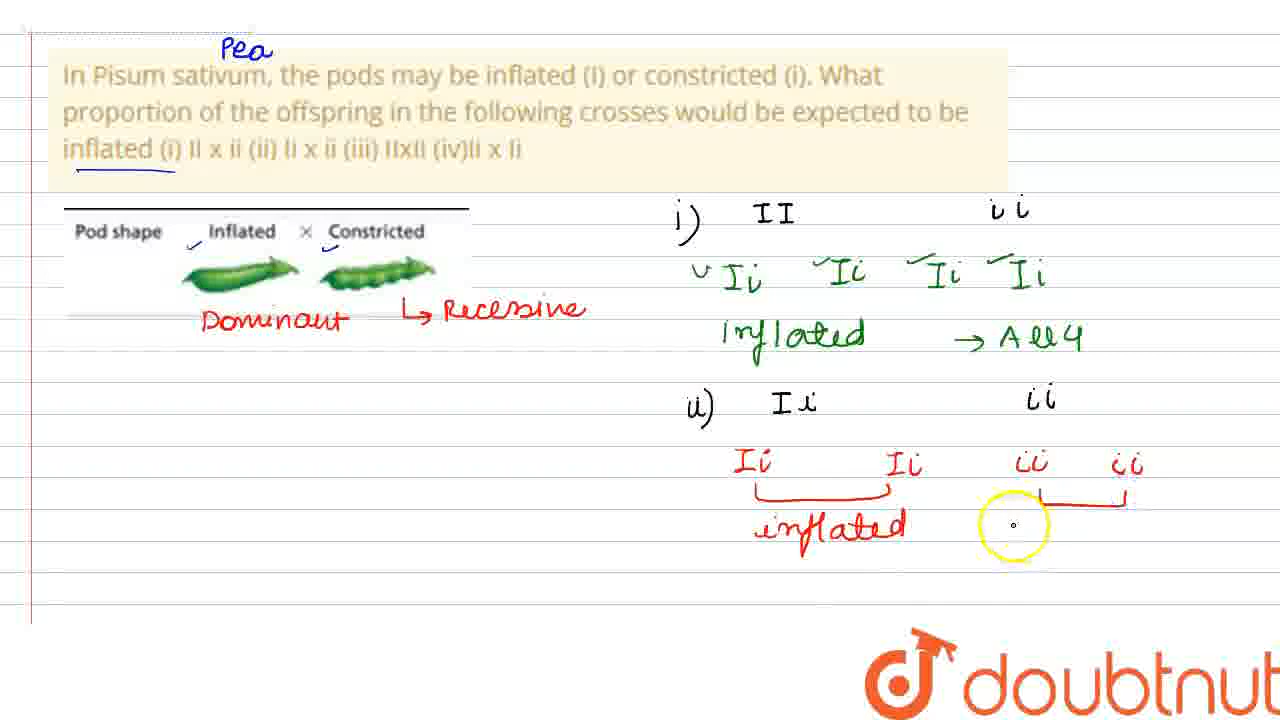 Pea
In Pisum sativum, the pods may be inflated (I) or constricted (i). What
proportion of the offspring in the following crosses would be expected to be
inflated (i) II x ii (ii) Ii x ii (iii) IIxII (iv)Ii x Ii
Pod shape Inflated × Constricted
Dominant ↳ Recessive
i) II ii
Ii Ii Ii Ii
Inflated → All 4
ii) Ii ii
Ii Ii ii ii
inflated
doubtnut